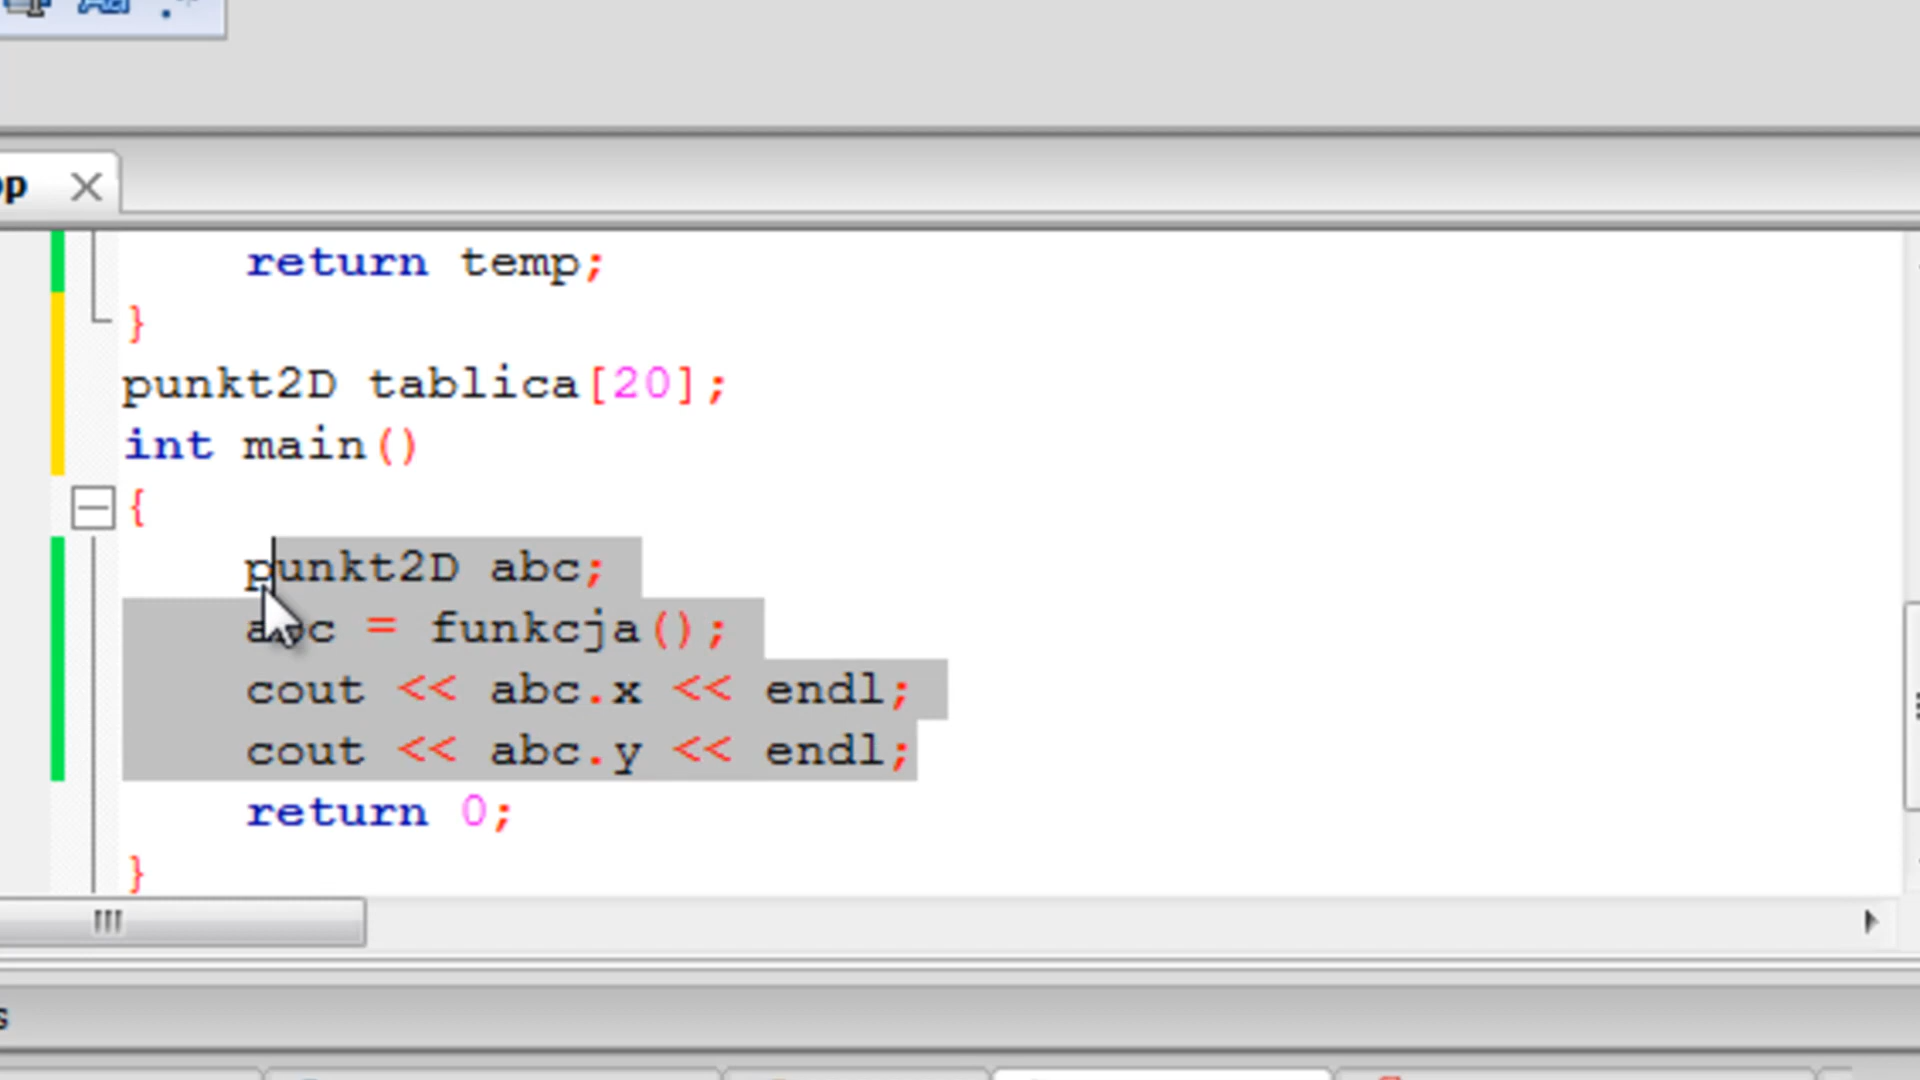 return temp;
}
punkt2D tablica[20];
int main()
{
punkt2D abc;
abc = funkcja();
cout << abc.x << endl;
cout << abc.y << endl;
return 0;
}